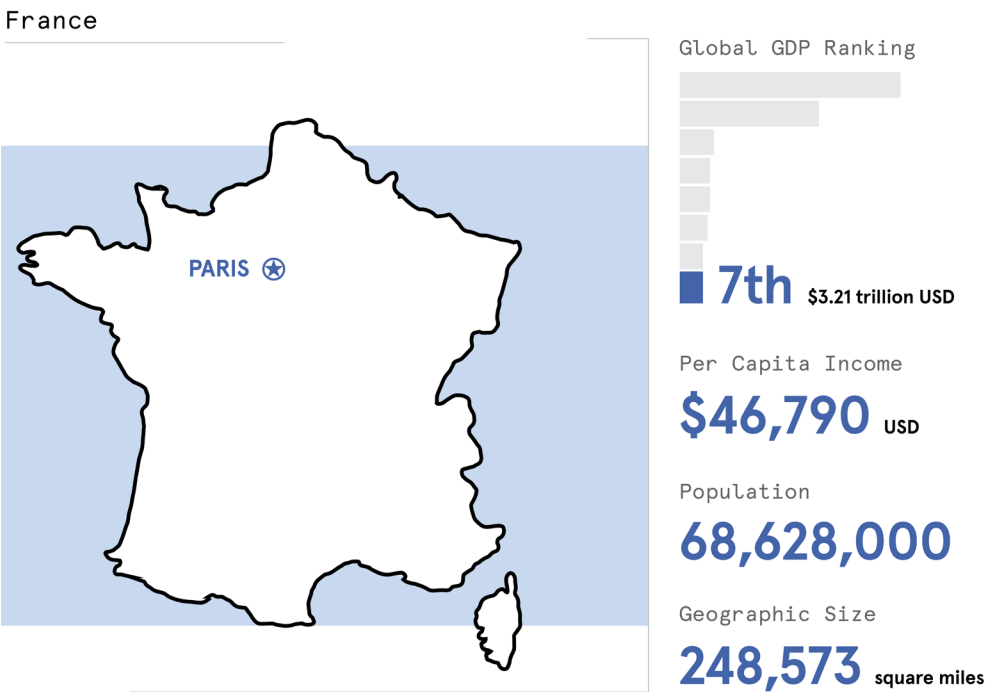 France
PARIS
Global GDP Ranking
7th $3.21 trillion USD
Per Capita Income
$46,790 USD
Population
68,628,000
Geographic Size
248,573 square miles